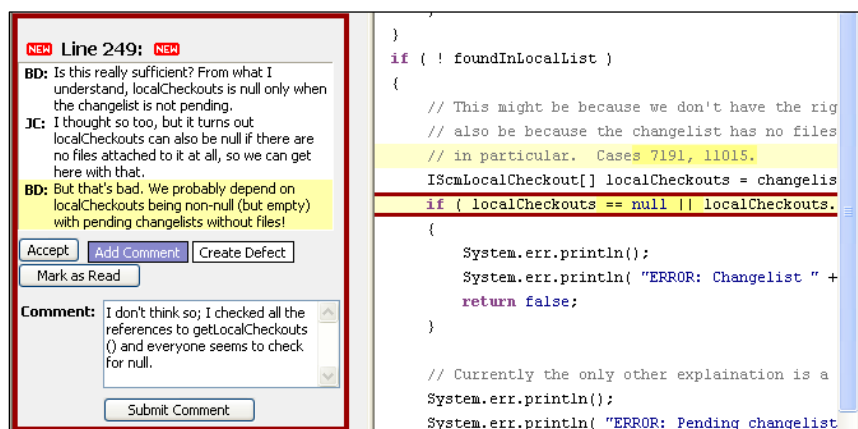 NEW Line 249: NEW
BD: Is this really sufficient? From what I
understand, localCheckouts is null only when
the changelist is not pending.
JC: I thought so too, but it turns out
localCheckouts can also be null if there are
no files attached to it at all, so we can get
here with that.
BD: But that's bad. We probably depend on
localCheckouts being non-null (but empty)
with pending changelists without files!
Accept Add Comment Create Defect
Mark as Read
Comment: I don't think so; I checked all the
references to getLocalCheckouts
() and everyone seems to check
for null.
Submit Comment
}
if ( ! foundInLocalList )
{
// This might be because we don't have the rig
// also be because the changelist has no files
// in particular. Cases 7191, 11015.
IScmLocalCheckout[] localCheckouts = changelis
if ( localCheckouts == null || localCheckouts.
{
System.err.println();
System.err.println( "ERROR: Changelist " +
return false;
}
// Currently the only other explaination is a
System.err.println();
System.err.println( "ERROR: Pending changelist